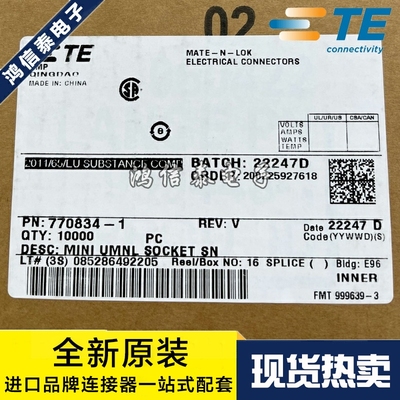 鸿信泰电子
02
TE
connectivity
TE
AMP
QINGDAO
MADE IN: CHINA
MATE-N-LOK
ELECTRICAL CONNECTORS
UL/UR/US CSA/CAN
VOLTS
AMPS
WATTS
TEMP
2011/65/EU SUBSTANCE COMP
BATCH: 22247D
鸿信泰电子
PN: 770834-1
REV: V
Date 22247 D
QTY: 10000 PC
Code(YYWWD)(S)
DESC: MINI UMNL SOCKET SN
LT# (3S) 085286492205 Reel/Box NO: 16 SPLICE ( ) Bldg: E96
INNER
FMT 999639-3
全新原装
进口品牌连接器一站式配套
现货热卖